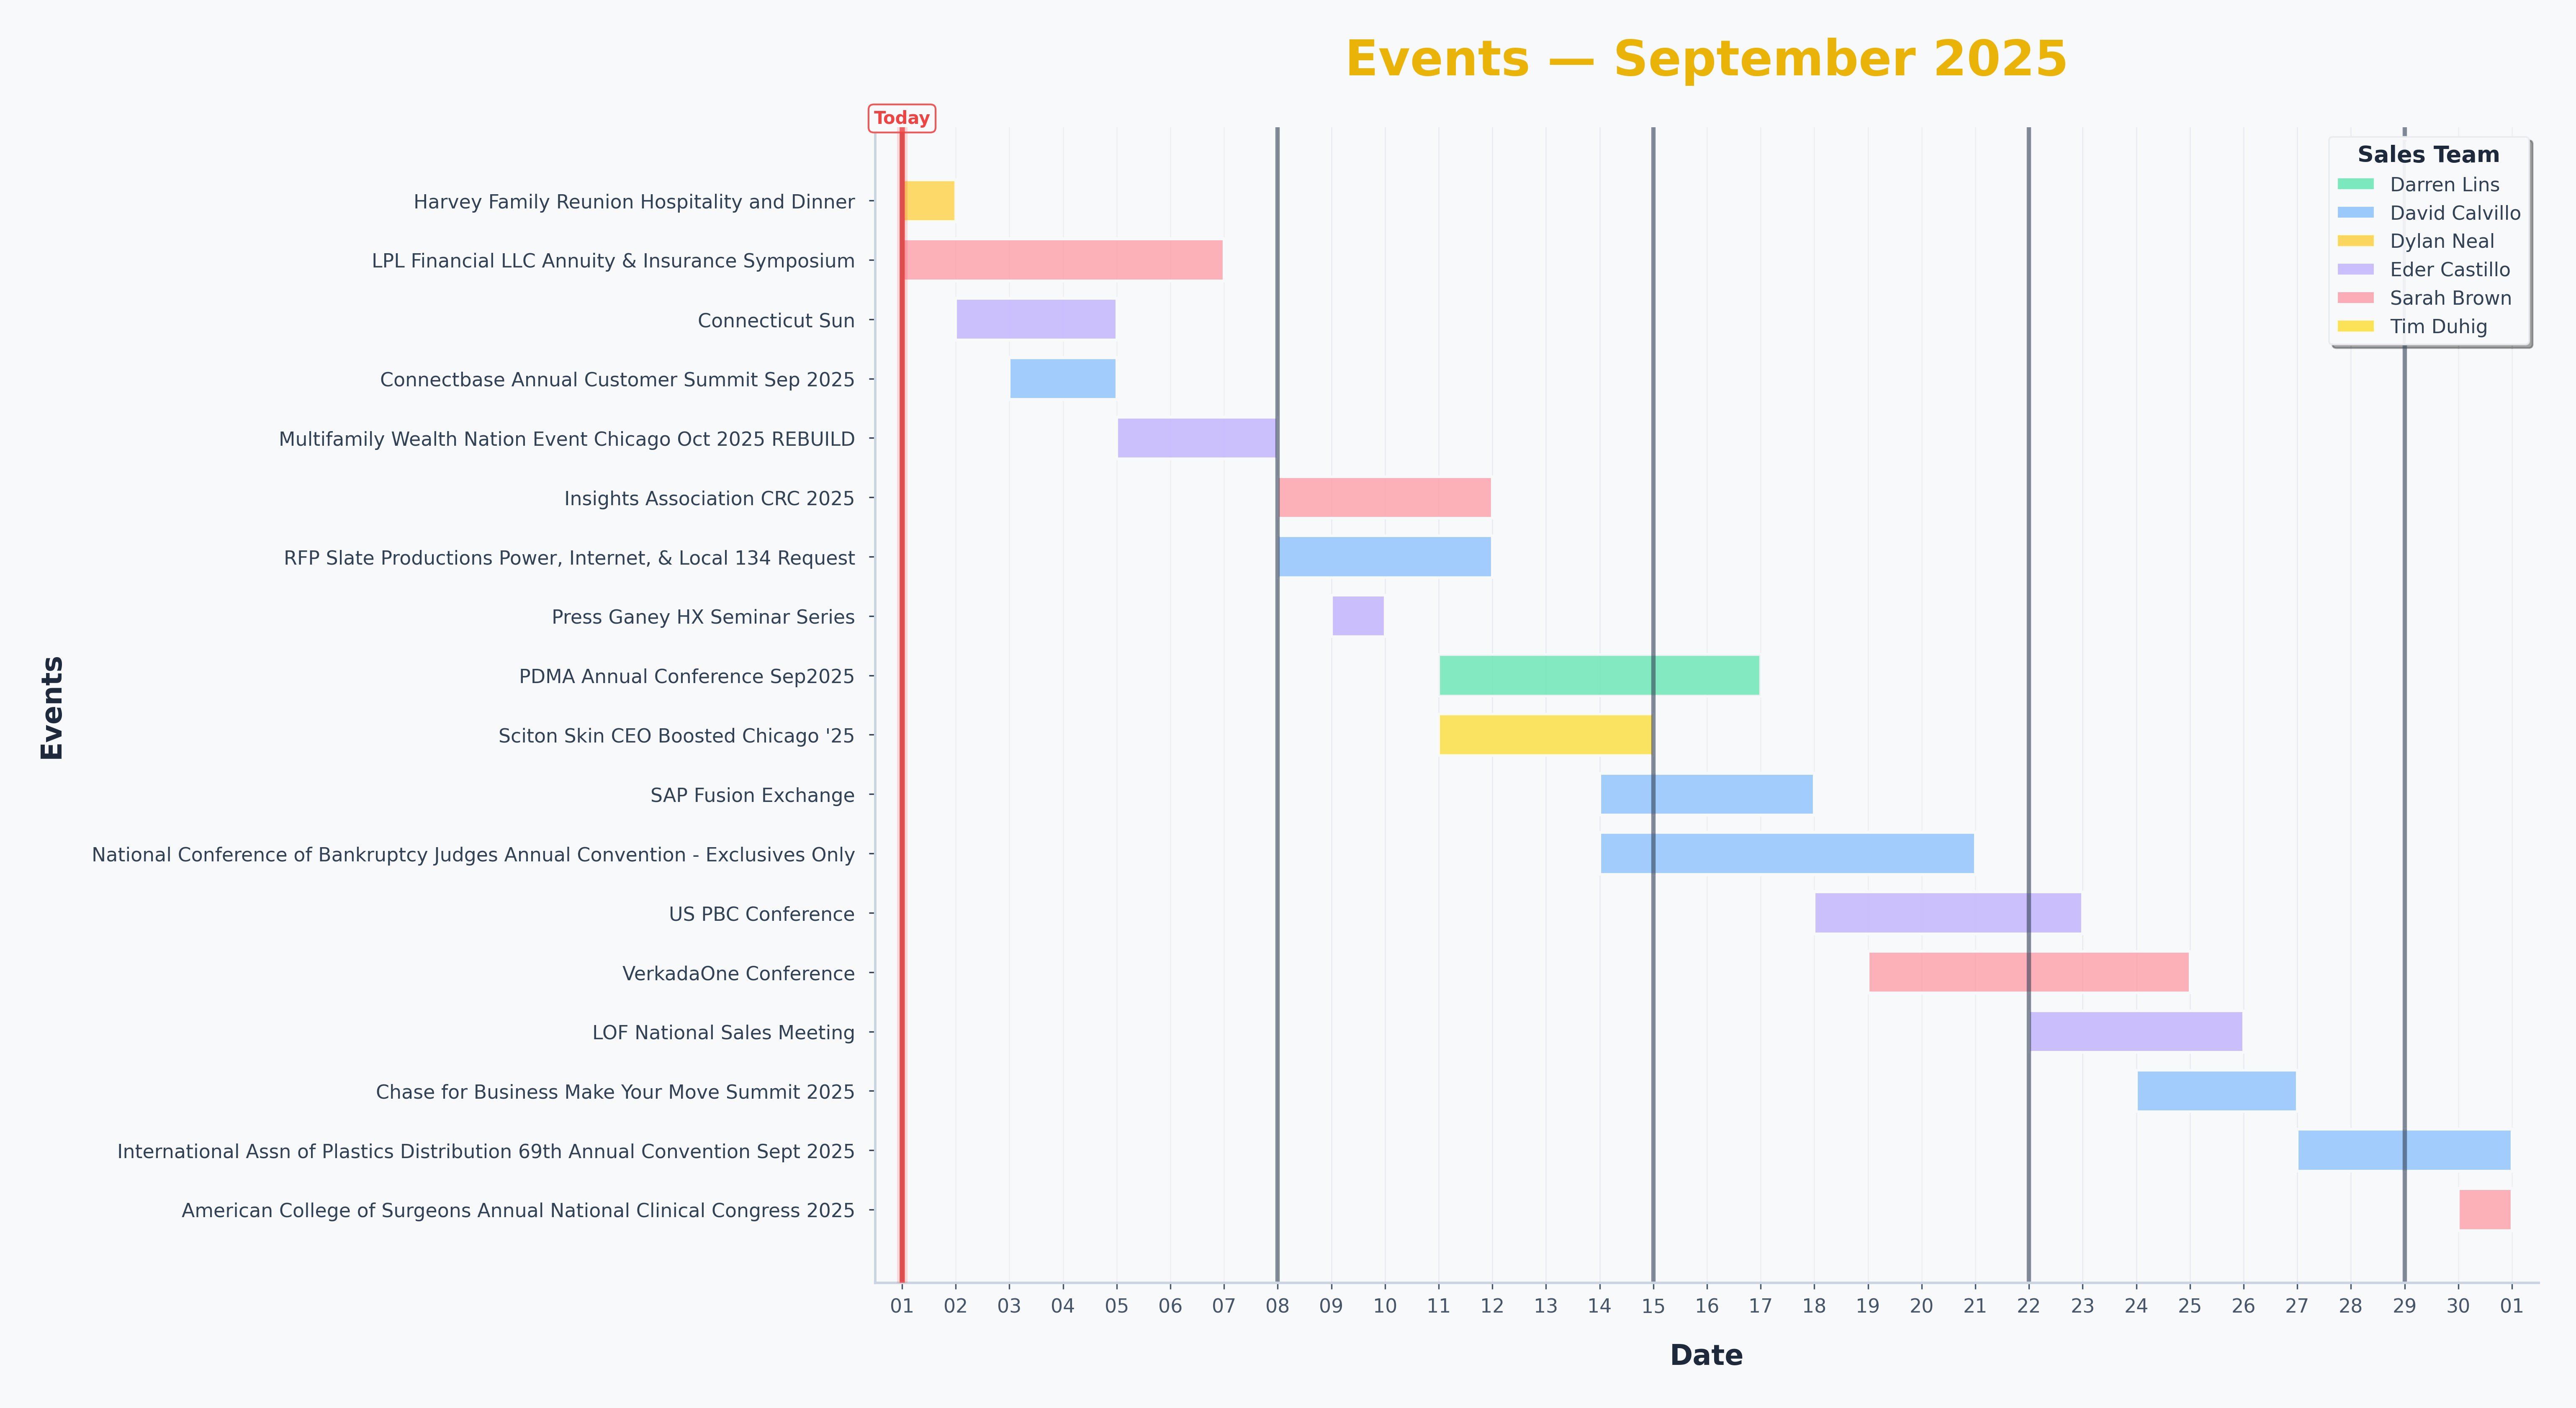 Events — September 2025
Today
Sales Team
Darren Lins
David Calvillo
Dylan Neal
Eder Castillo
Sarah Brown
Tim Duhig
Events
Harvey Family Reunion Hospitality and Dinner
LPL Financial LLC Annuity & Insurance Symposium
Connecticut Sun
Connectbase Annual Customer Summit Sep 2025
Multifamily Wealth Nation Event Chicago Oct 2025 REBUILD
Insights Association CRC 2025
RFP Slate Productions Power, Internet, & Local 134 Request
Press Ganey HX Seminar Series
PDMA Annual Conference Sep2025
Sciton Skin CEO Boosted Chicago '25
SAP Fusion Exchange
National Conference of Bankruptcy Judges Annual Convention - Exclusives Only
US PBC Conference
VerkadaOne Conference
LOF National Sales Meeting
Chase for Business Make Your Move Summit 2025
International Assn of Plastics Distribution 69th Annual Convention Sept 2025
American College of Surgeons Annual National Clinical Congress 2025
01 02 03 04 05 06 07 08 09 10 11 12 13 14 15 16 17 18 19 20 21 22 23 24 25 26 27 28 29 30 01
Date